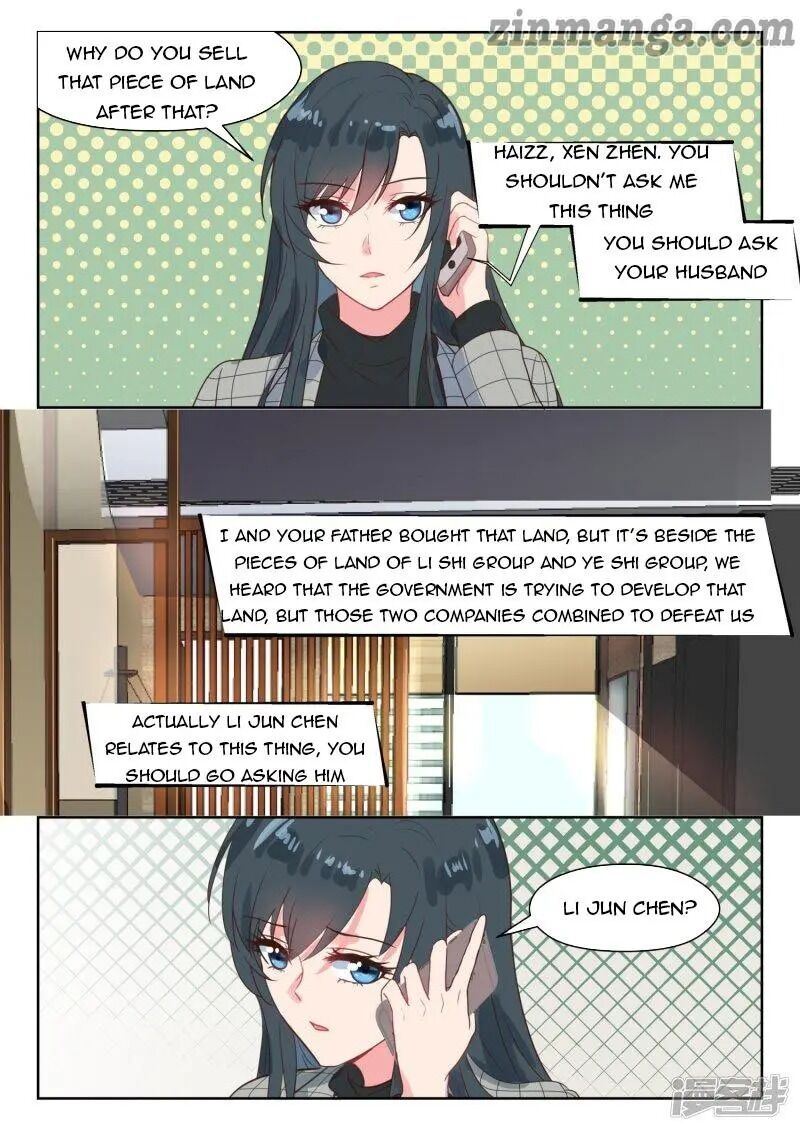 zinmanga.com
WHY DO YOU SELL
THAT PIECE OF LAND
AFTER THAT?
HAIZZ, XEN ZHEN. YOU
SHOULDN'T ASK ME
THIS THING
YOU SHOULD ASK
YOUR HUSBAND
I AND YOUR FATHER BOUGHT THAT LAND, BUT IT'S BESIDE THE
PIECES OF LAND OF LI SHI GROUP AND YE SHI GROUP, WE
HEARD THAT THE GOVERNMENT IS TRYING TO DEVELOP THAT
LAND, BUT THOSE TWO COMPANIES COMBINED TO DEFEAT US
ACTUALLY LI JUN CHEN
RELATES TO THIS THING, YOU
SHOULD GO ASKING HIM
LI JUN CHEN?
漫客栈